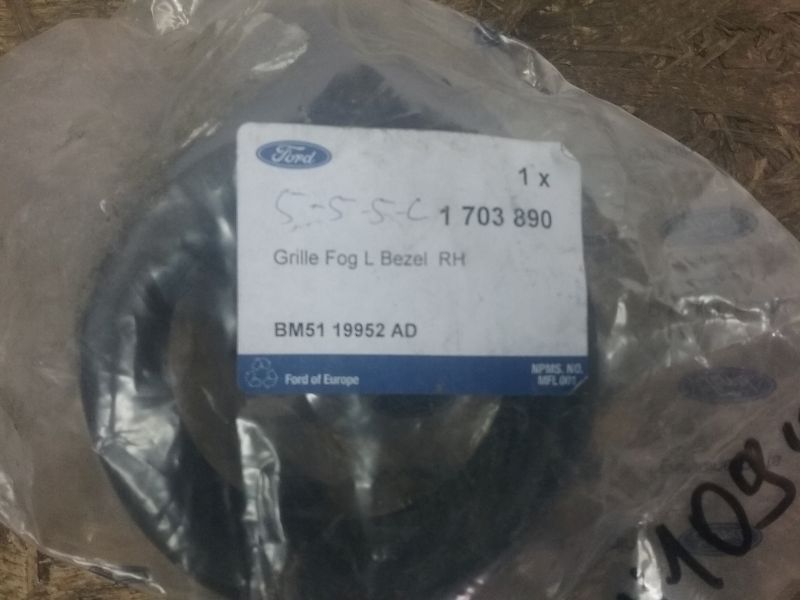 Ford
1 x
5-5-5-C 1 703 890
Grille Fog L Bezel RH
BM51 19952 AD
Ford of Europe
NPMS. NO.
MFL 001
109